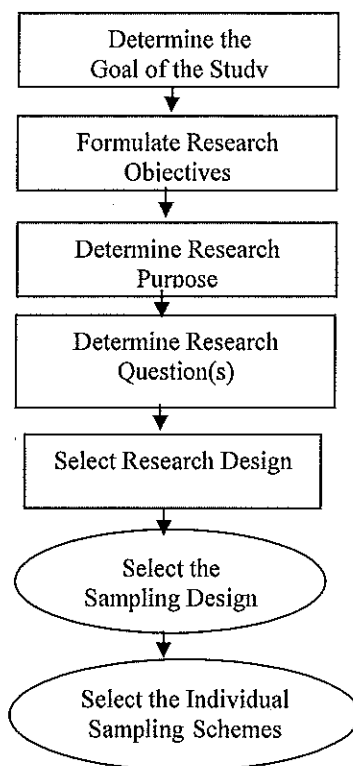 Determine the
Goal of the Study
Formulate Research
Objectives
Determine Research
Purpose
Determine Research
Question(s)
Select Research Design
Select the
Sampling Design
Select the Individual
Sampling Schemes